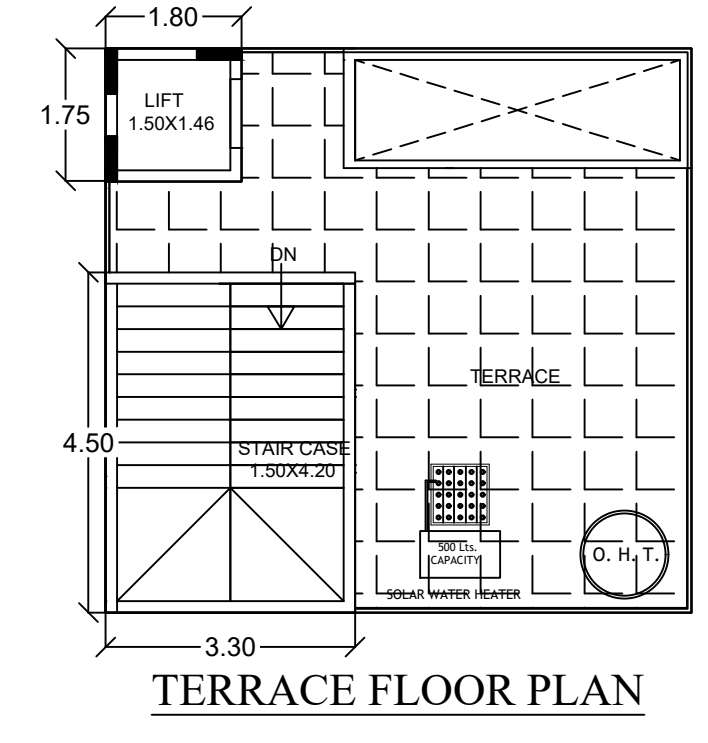 1.80
1.75
LIFT
1.50X1.46
DN
TERRACE
4.50
STAIR CASE
1.50X4.20
500 Lts.
CAPACITY
O. H. T.
SOLAR WATER HEATER
3.30
TERRACE FLOOR PLAN